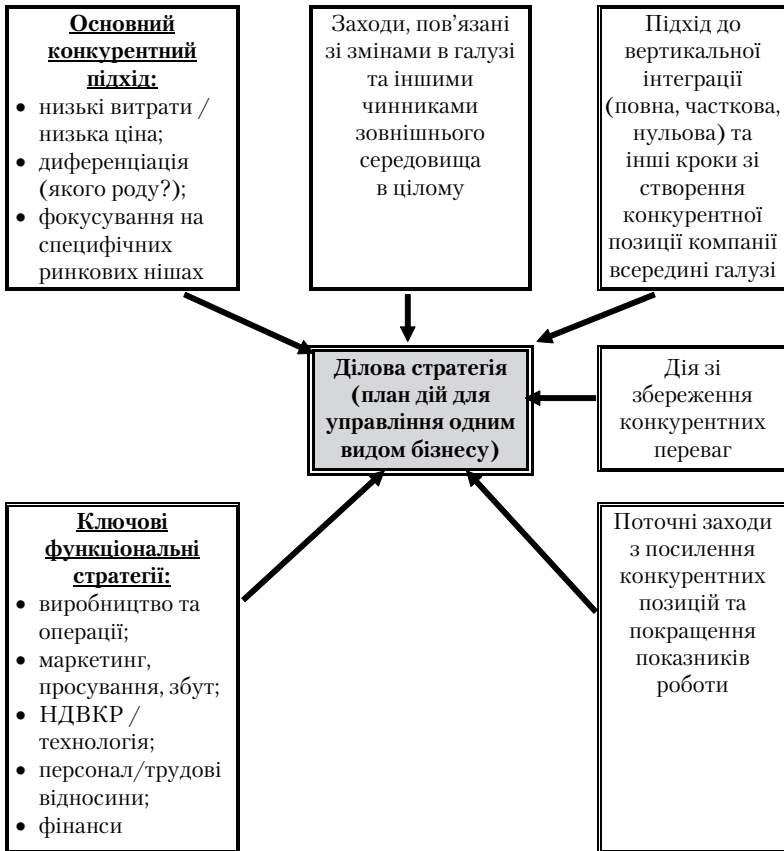 Основний
конкурентний
підхід:
• низькі витрати /
низька ціна;
• диференціація
(якого роду?);
• фокусування на
специфічних
ринкових нішах
Заходи, пов’язані
зі змінами в галузі
та іншими
чинниками
зовнішнього
середовища
в цілому
Підхід до
вертикальної
інтеграції
(повна, часткова,
нульова) та
інші кроки зі
створення
конкурентної
позиції компанії
всередині галузі
Ділова стратегія
(план дій для
управління одним
видом бізнесу)
Дія зі
збереження
конкурентних
переваг
Ключові
функціональні
стратегії:
• виробництво та
операції;
• маркетинг,
просування, збут;
• НДВКР /
технологія;
• персонал/трудові
відносини;
• фінанси
Поточні заходи
з посилення
конкурентних
позицій та
покращення
показників
роботи